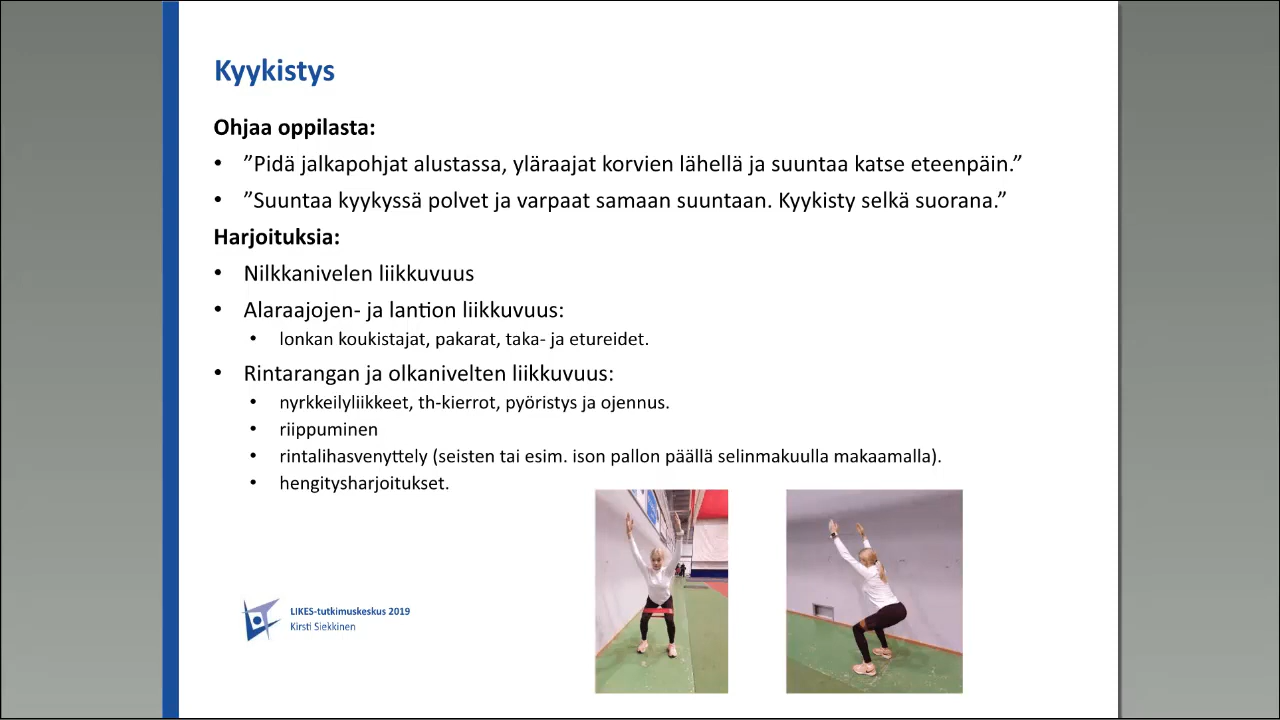 Kyykistys
Ohjaa oppilasta:
• ”Pidä jalkapohjat alustassa, yläraajat korvien lähellä ja suuntaa katse eteenpäin.”
• ”Suuntaa kyykyssä polvet ja varpaat samaan suuntaan. Kyykisty selkä suorana.”
Harjoituksia:
• Nilkkanivelen liikkuvuus
• Alaraajojen- ja lantion liikkuvuus:
• lonkan koukistajat, pakarat, taka- ja etureidet.
• Rintarangan ja olkanivelten liikkuvuus:
• nyrkkeilyliikkeet, th-kierrot, pyöristys ja ojennus.
• riippuminen
• rintalihasvenyttely (seisten tai esim. ison pallon päällä selinmakuulla makaamalla).
• hengitysharjoitukset.
LIKES-tutkimuskeskus 2019
Kirsti Siekkinen